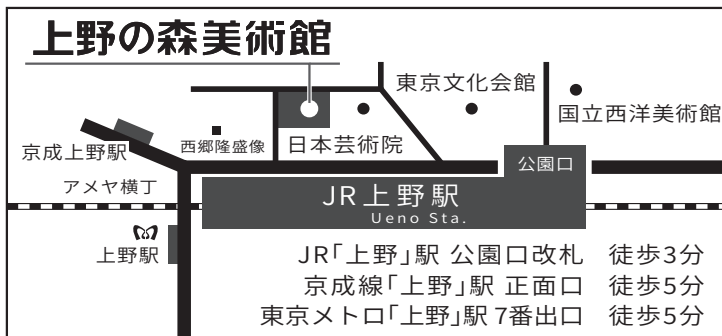 上野の森美術館
東京文化会館
国立西洋美術館
京成上野駅
西郷隆盛像
日本芸術院
公園口
アメヤ横丁
JR上野駅
Ueno Sta.
上野駅
JR「上野」駅 公園口改札 徒歩3分
京成線「上野」駅 正面口 徒歩5分
東京メトロ「上野」駅 7番出口 徒歩5分